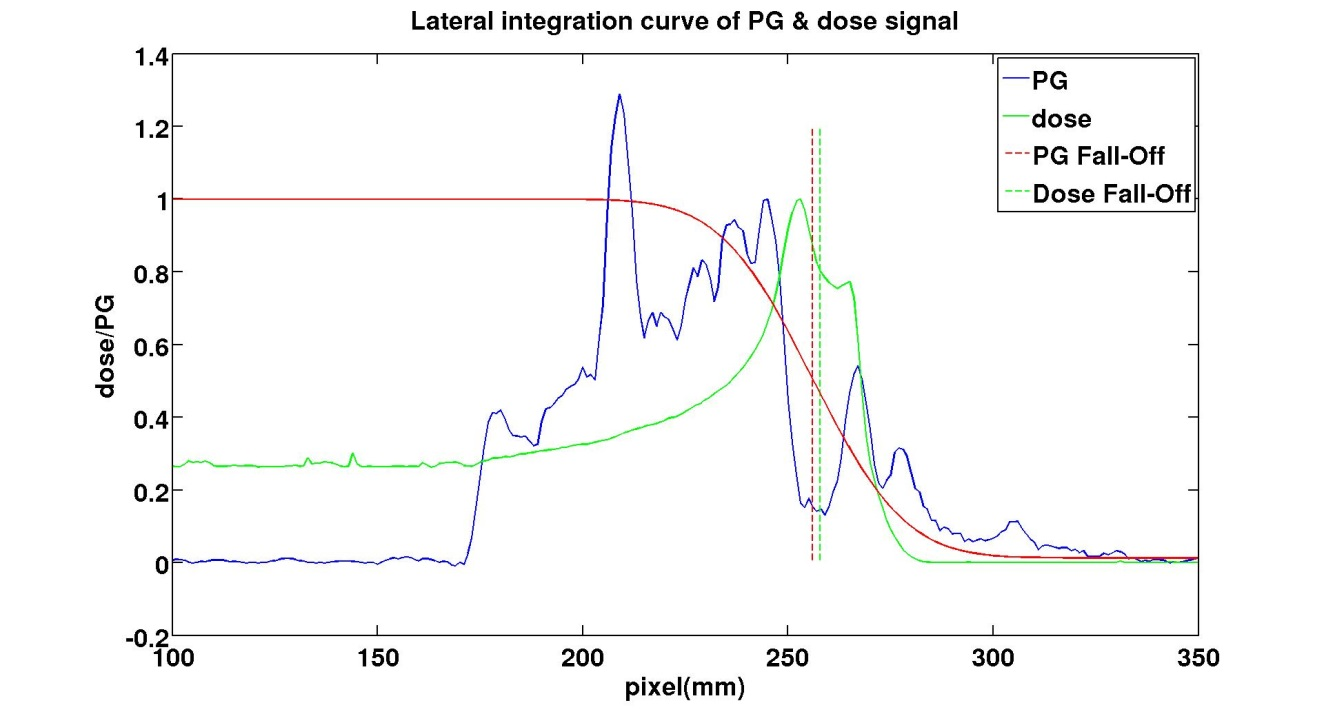 Lateral integration curve of PG & dose signal
1.4
1.2
1
0.8
0.6
0.4
0.2
0
-0.2
dose/PG
PG
dose
PG Fall-Off
Dose Fall-Off
100 150 200 250 300 350
pixel(mm)